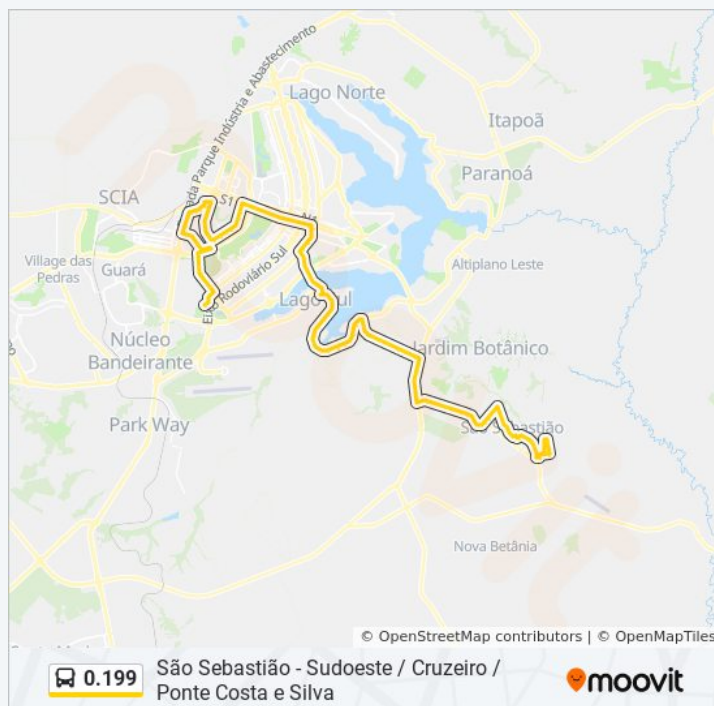 Lago Norte
Itapoã
Paranoá
SCIA
ada Parque Indústria e Abastecimento
S1
N1
Village das
Pedras
Guará
Eixo Rodoviário Sul
Lago Sul
Altiplano Leste
Núcleo
Bandeirante
Jardim Botânico
Park Way
São Sebastião
Nova Betânia
© OpenStreetMap contributors | © OpenMapTiles
0.199
São Sebastião - Sudoeste / Cruzeiro /
Ponte Costa e Silva
moovit